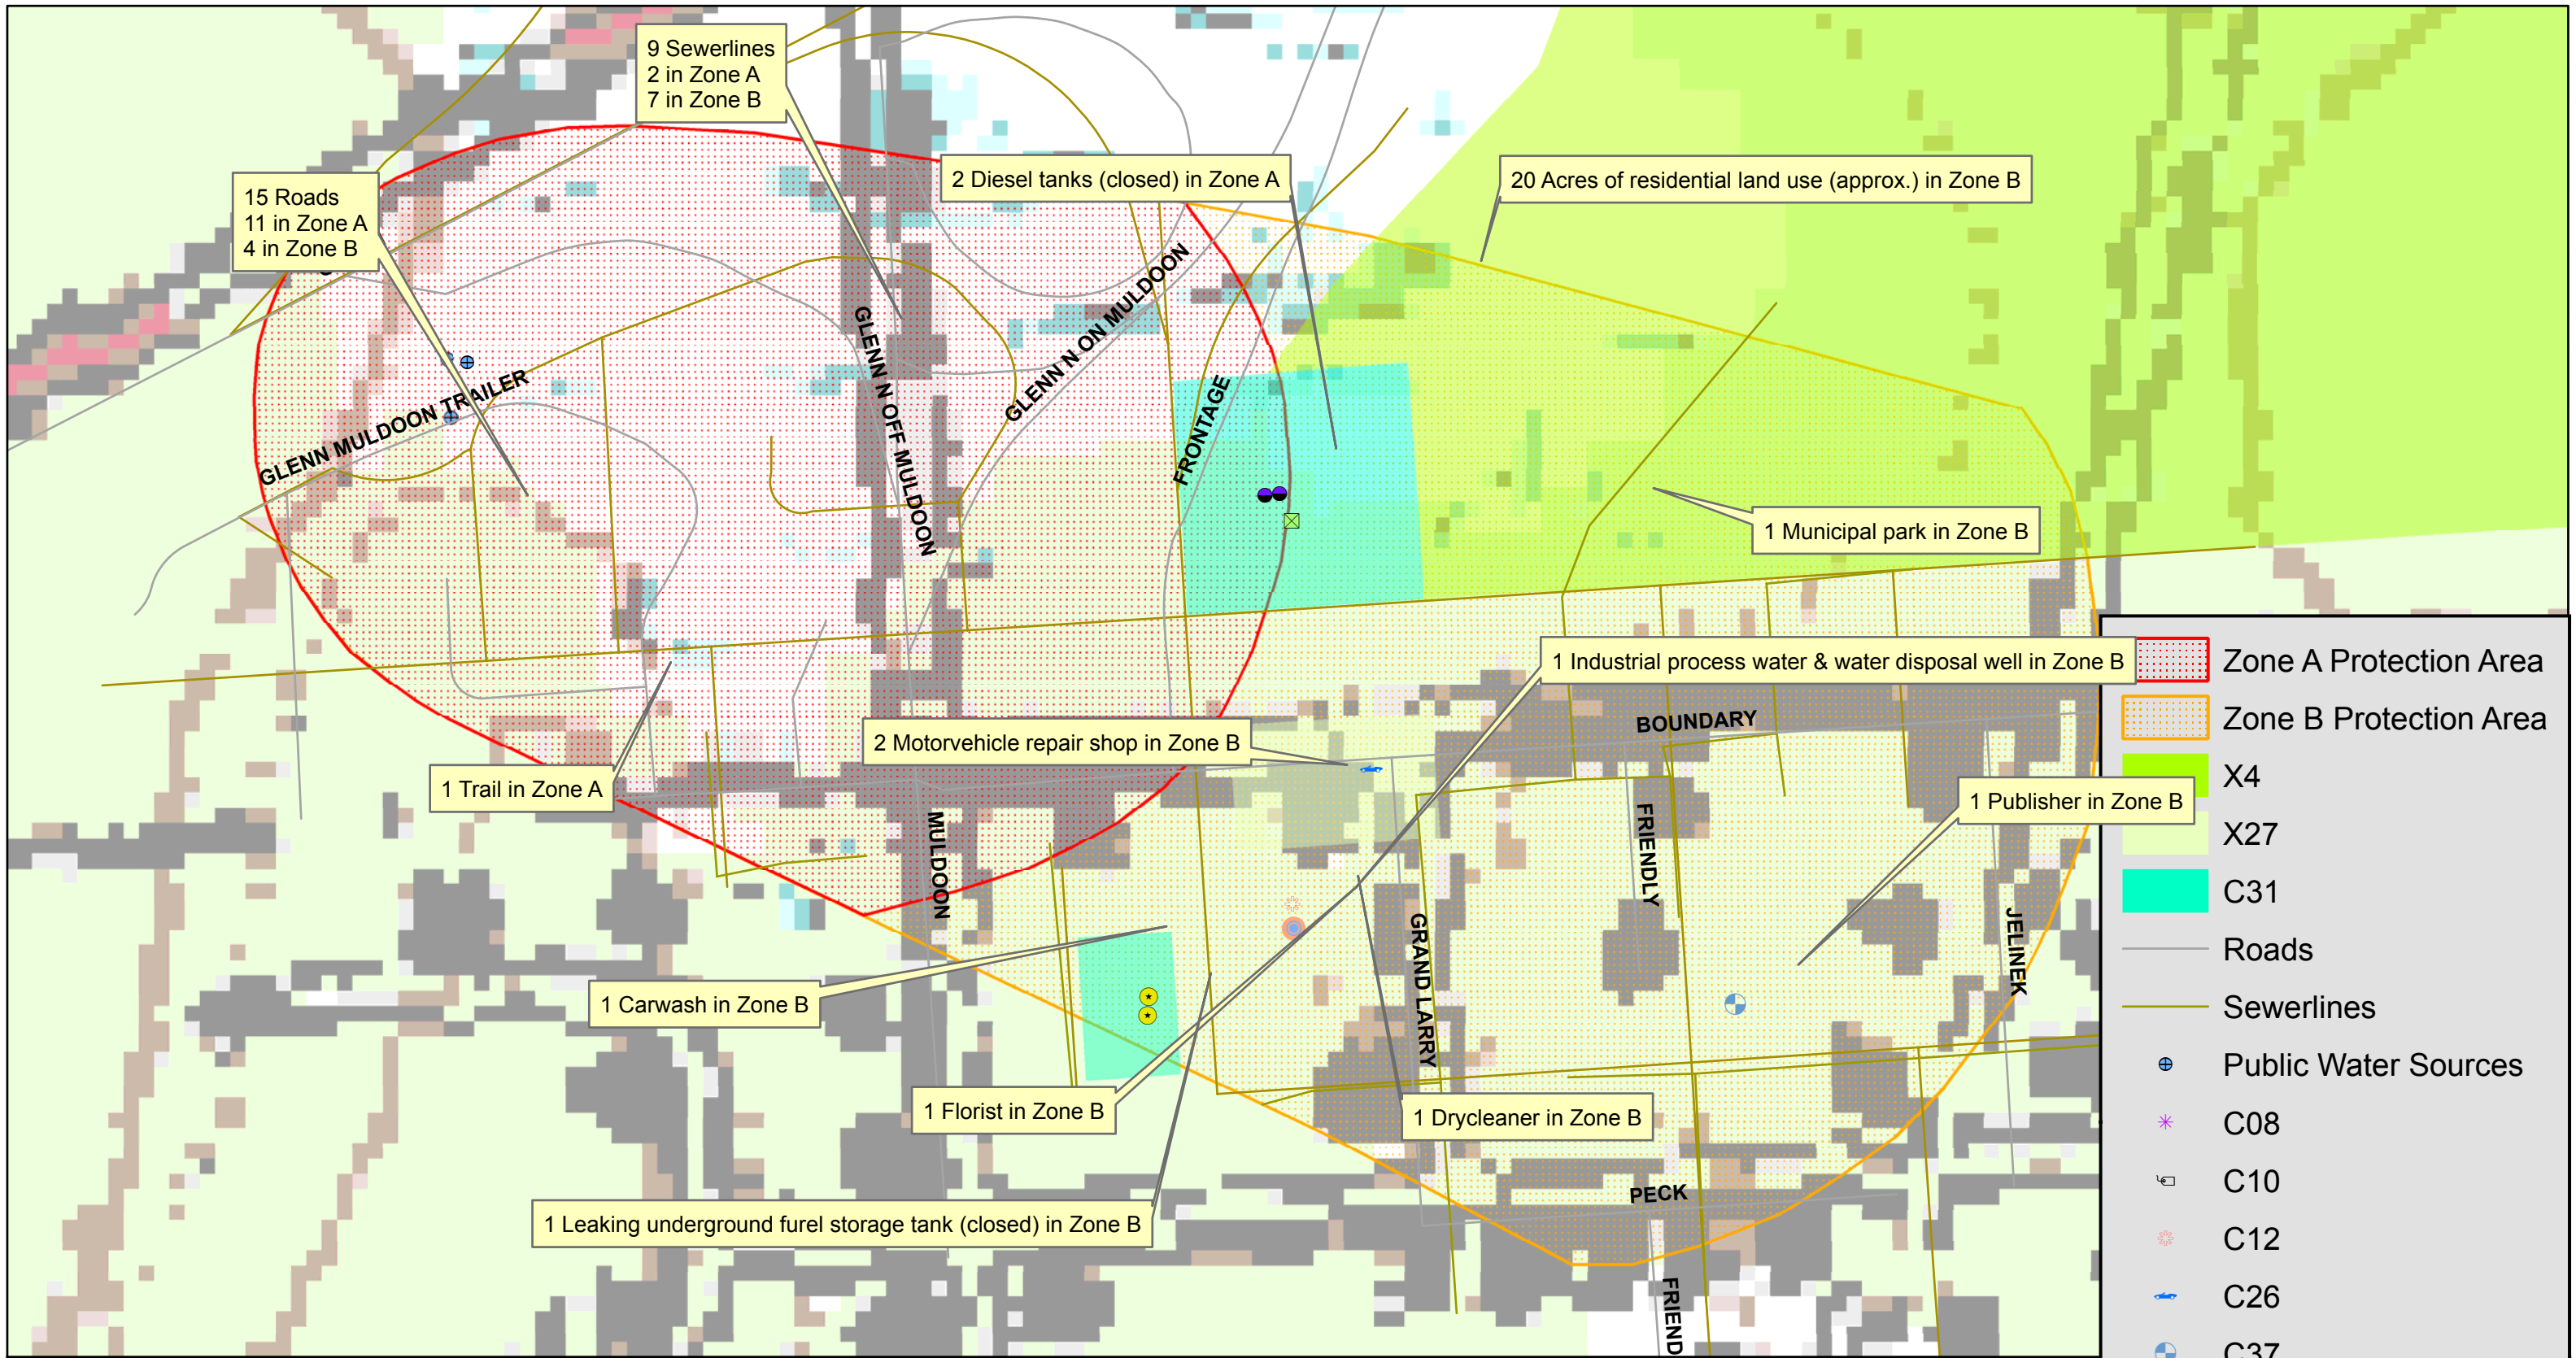 9 Sewerlines
2 in Zone A
7 in Zone B
15 Roads
11 in Zone A
4 in Zone B
2 Diesel tanks (closed) in Zone A
20 Acres of residential land use (approx.) in Zone B
GLENN MULDOON TRAILER
GLENN N OFF MULDOON
GLENN N ON MULDOON
FRONTAGE
1 Municipal park in Zone B
1 Industrial process water & water disposal well in Zone B
2 Motorvehicle repair shop in Zone B
BOUNDARY
1 Trail in Zone A
1 Publisher in Zone B
MULDOON
FRIENDLY
GRAND LARRY
JELINEK
1 Carwash in Zone B
1 Florist in Zone B
1 Drycleaner in Zone B
1 Leaking underground furel storage tank (closed) in Zone B
PECK
FRIEND
Zone A Protection Area
Zone B Protection Area
X4
X27
C31
Roads
Sewerlines
Public Water Sources
C08
C10
C12
C26
C37